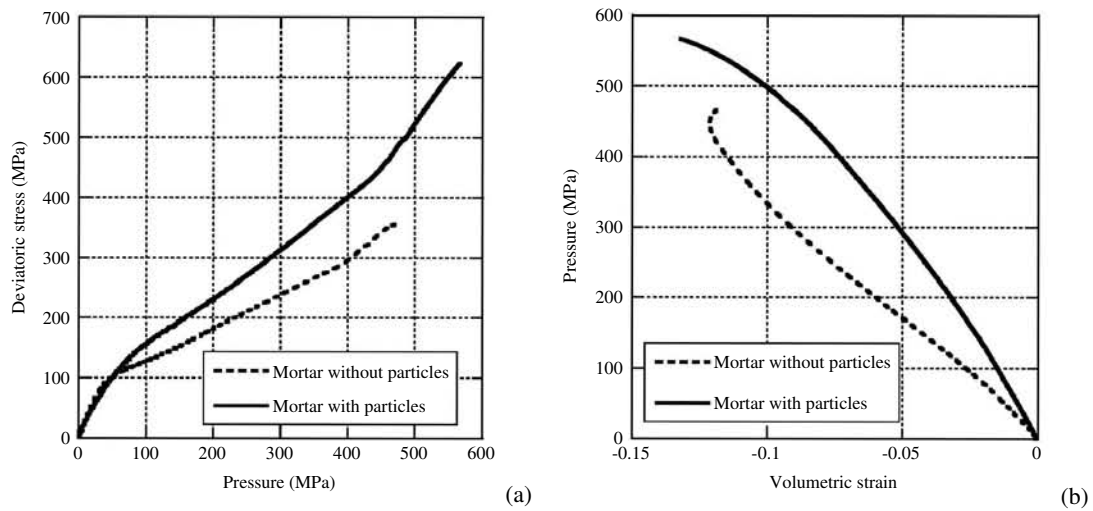 700
600
500
400
300
200
100
0
Deviatoric stress (MPa)
Mortar without particles
Mortar with particles
0 100 200 300 400 500 600
Pressure (MPa)
(a)
600
500
400
300
200
100
0
Pressure (MPa)
Mortar without particles
Mortar with particles
-0.15 -0.1 -0.05 0
Volumetric strain
(b)